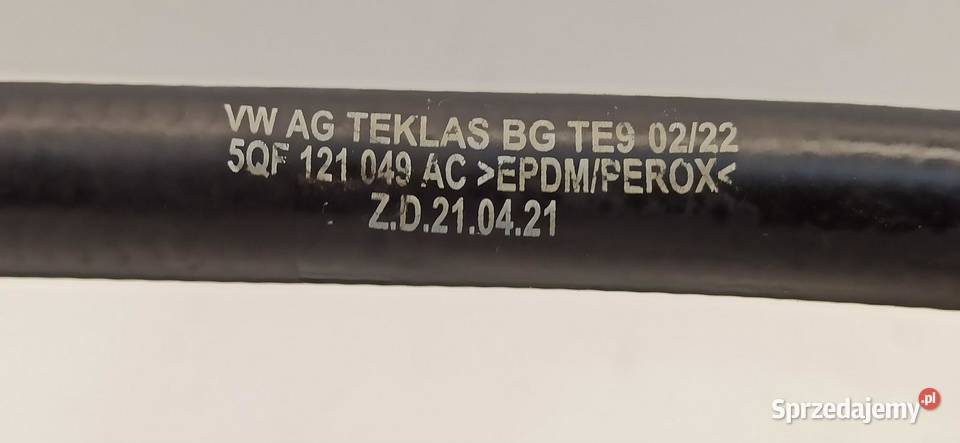 VW AG TEKLAS BG TE9 02/22
5QF 121 049 AC >EPDM/PEROX<
Z.D.21.04.21
Sprzedajemy.pl